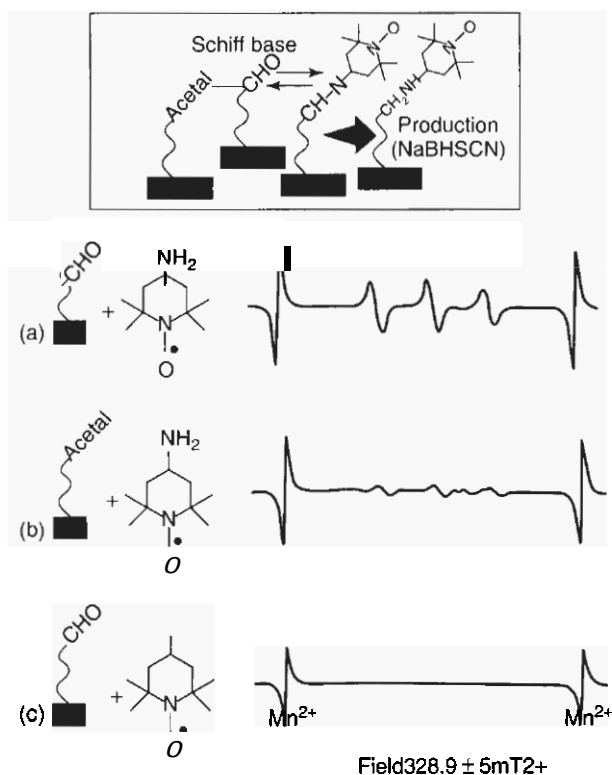 Schiff base
Acetal
CHO
CH-N
N-O
CH2NH
N-O
Production
(NaBHSCN)
CHO
NH2
(a)
+
N
O
Acetal
NH2
(b)
+
N
O
CHO
(c)
+
N
O
Mn2+
Mn2+
Field328.9 ± 5mT2+